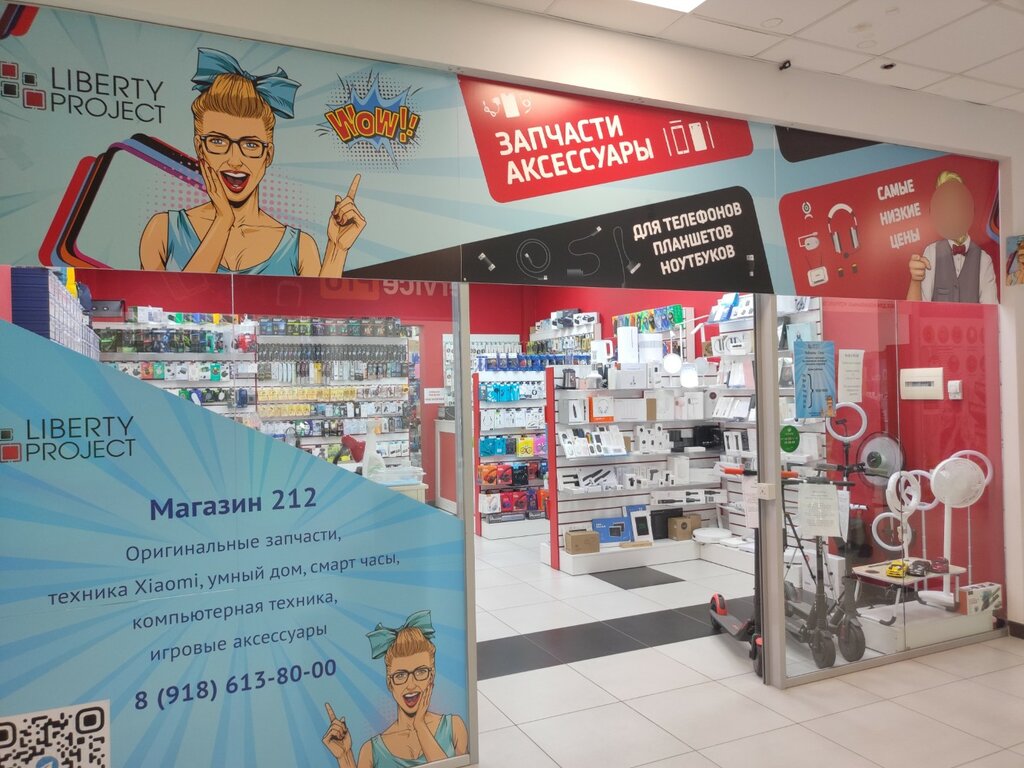 LIBERTY
PROJECT
WOW!!
ЗАПЧАСТИ
АКСЕССУАРЫ
ДЛЯ ТЕЛЕФОНОВ
ПЛАНШЕТОВ
НОУТБУКОВ
САМЫЕ
НИЗКИЕ
ЦЕНЫ
LIBERTY
PROJECT
Магазин 212
Оригинальные запчасти,
техника Xiaomi, умный дом, смарт часы,
компьютерная техника,
игровые аксессуары
8 (918) 613-80-00